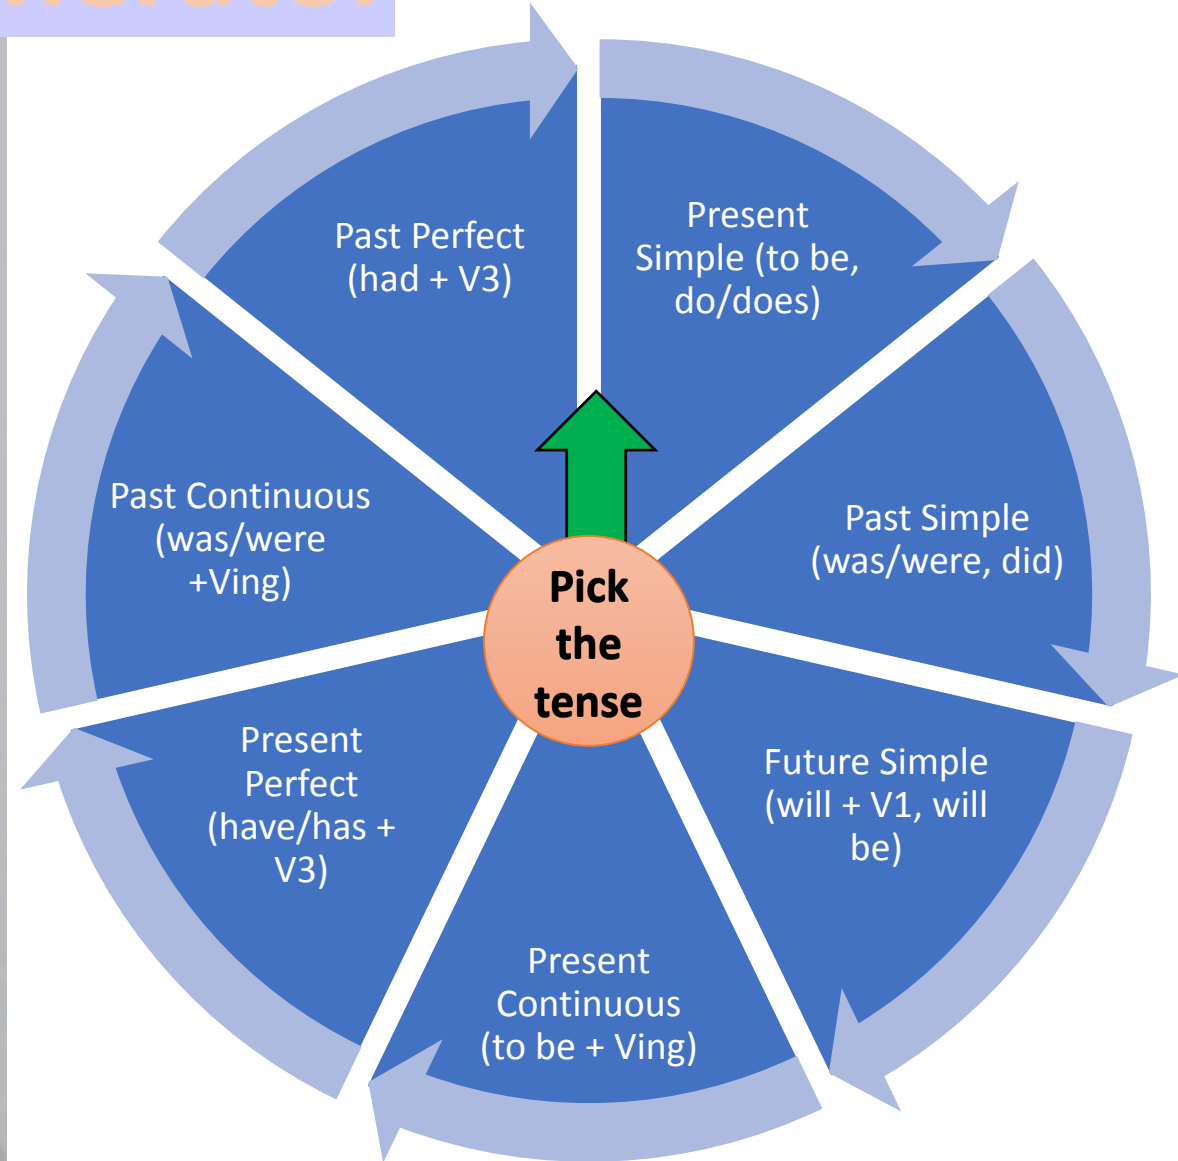 Present
Simple (to be,
do/does)
Past Simple
(was/were, did)
Future Simple
(will + V1, will
be)
Present
Continuous
(to be + Ving)
Present
Perfect
(have/has +
V3)
Past Continuous
(was/were
+Ving)
Past Perfect
(had + V3)
Pick
the
tense